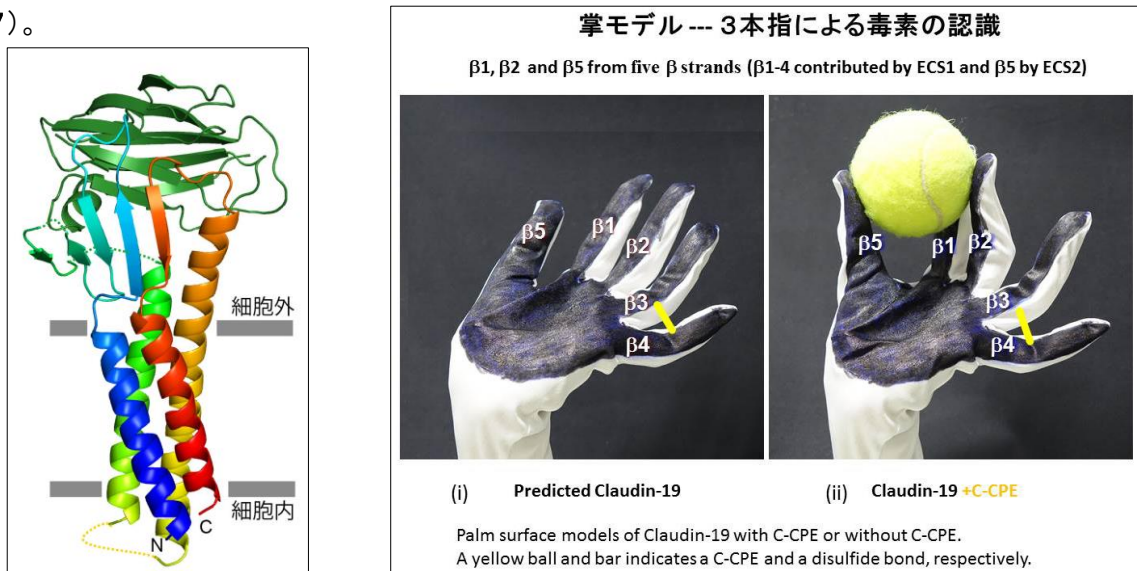 7)。
細胞外
細胞内
N
C
掌モデル --- 3本指による毒素の認識
β1, β2 and β5 from five β strands (β1-4 contributed by ECS1 and β5 by ECS2)
β5
β1
β2
β3
β4
β5
β1
β2
β3
β4
(i) Predicted Claudin-19
(ii) Claudin-19 +C-CPE
Palm surface models of Claudin-19 with C-CPE or without C-CPE.
A yellow ball and bar indicates a C-CPE and a disulfide bond, respectively.